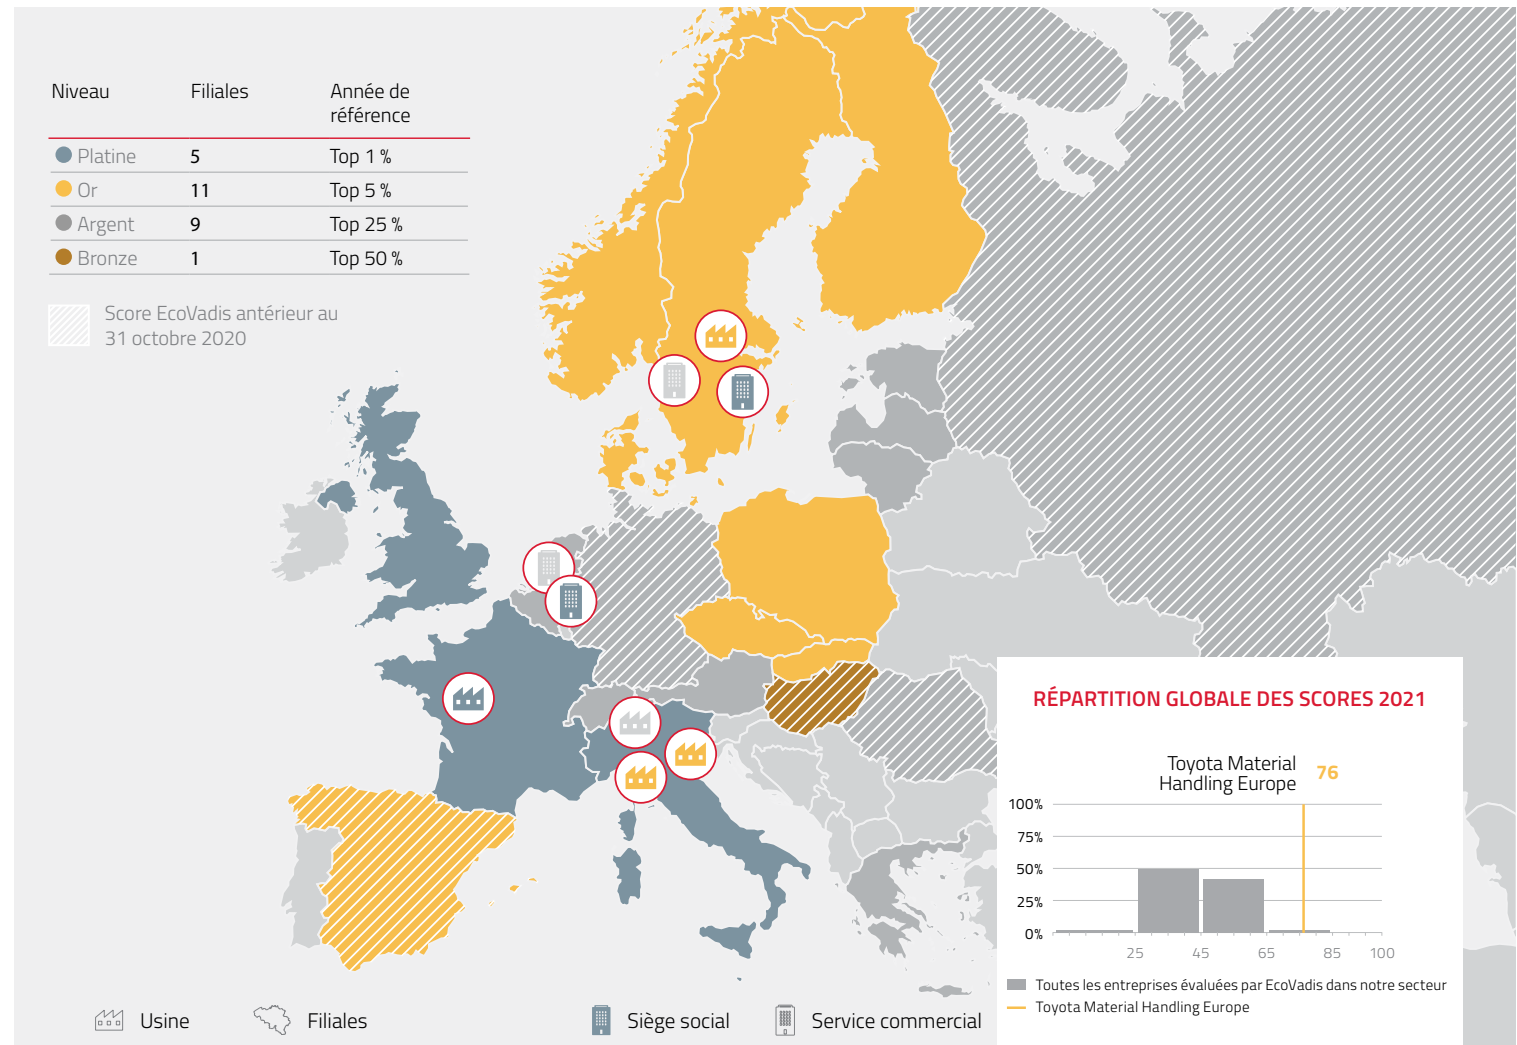 Niveau Filiales Année de
référence
Platine 5 Top 1 %
Or 11 Top 5 %
Argent 9 Top 25 %
Bronze 1 Top 50 %
Score EcoVadis antérieur au
31 octobre 2020
RÉPARTITION GLOBALE DES SCORES 2021
Toyota Material
Handling Europe
76
100%
75%
50%
25%
0%
25 45 65 85 100
Toutes les entreprises évaluées par EcoVadis dans notre secteur
Toyota Material Handling Europe
Usine Filiales Siège social Service commercial